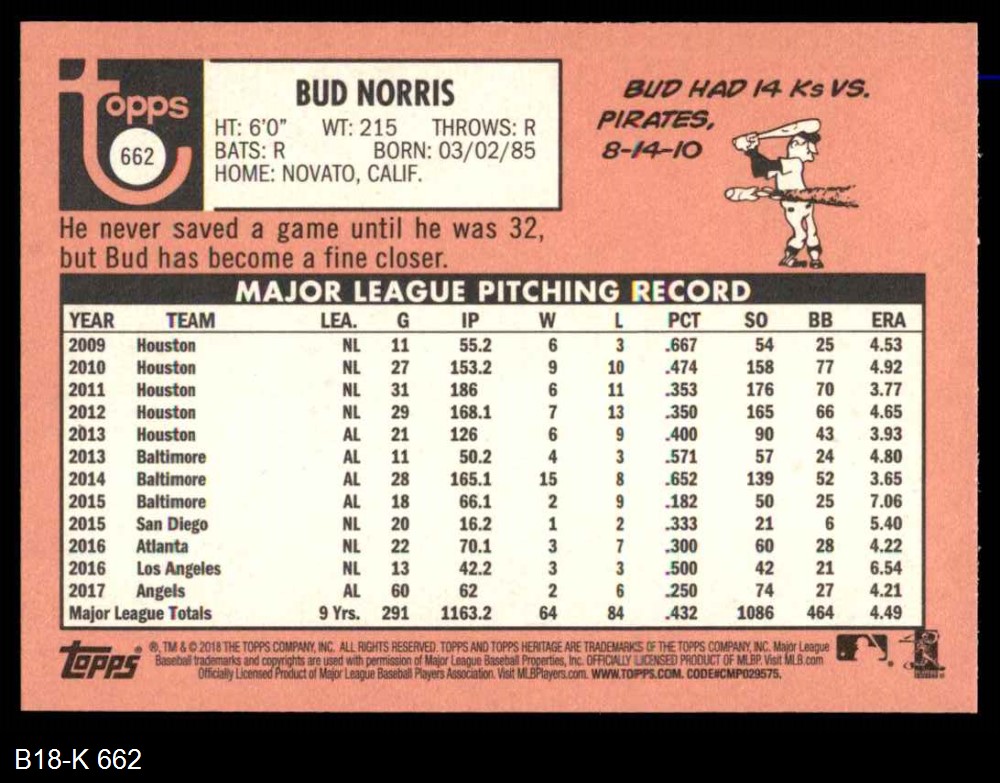 topps
662
BUD NORRIS
HT: 6'0" WT: 215 THROWS: R
BATS: R BORN: 03/02/85
HOME: NOVATO, CALIF.
BUD HAD 14 Ks VS.
PIRATES,
8-14-10
He never saved a game until he was 32,
but Bud has become a fine closer.
MAJOR LEAGUE PITCHING RECORD
YEAR TEAM LEA. G IP W L PCT SO BB ERA
2009 Houston NL 11 55.2 6 3 .667 54 25 4.53
2010 Houston NL 27 153.2 9 10 .474 158 77 4.92
2011 Houston NL 31 186 6 11 .353 176 70 3.77
2012 Houston NL 29 168.1 7 13 .350 165 66 4.65
2013 Houston AL 21 126 6 9 .400 90 43 3.93
2013 Baltimore AL 11 50.2 4 3 .571 57 24 4.80
2014 Baltimore AL 28 165.1 15 8 .652 139 52 3.65
2015 Baltimore AL 18 66.1 2 9 .182 50 25 7.06
2015 San Diego NL 20 16.2 1 2 .333 21 6 5.40
2016 Atlanta NL 22 70.1 3 7 .300 60 28 4.22
2016 Los Angeles NL 13 42.2 3 3 .500 42 21 6.54
2017 Angels AL 60 62 2 6 .250 74 27 4.21
Major League Totals 9 Yrs. 291 1163.2 64 84 .432 1086 464 4.49
topps® ®, TM & © 2018 THE TOPPS COMPANY, INC. ALL RIGHTS RESERVED. TOPPS AND TOPPS HERITAGE ARE TRADEMARKS OF THE TOPPS COMPANY, INC. Major League
Baseball trademarks and copyrights are used with permission of Major League Baseball Properties, Inc. OFFICIALLY LICENSED PRODUCT OF MLBP. Visit MLB.com
Officially Licensed Product of Major League Baseball Players Association. Visit MLBPlayers.com. WWW.TOPPS.COM. CODE#CMP029575.
B18-K 662